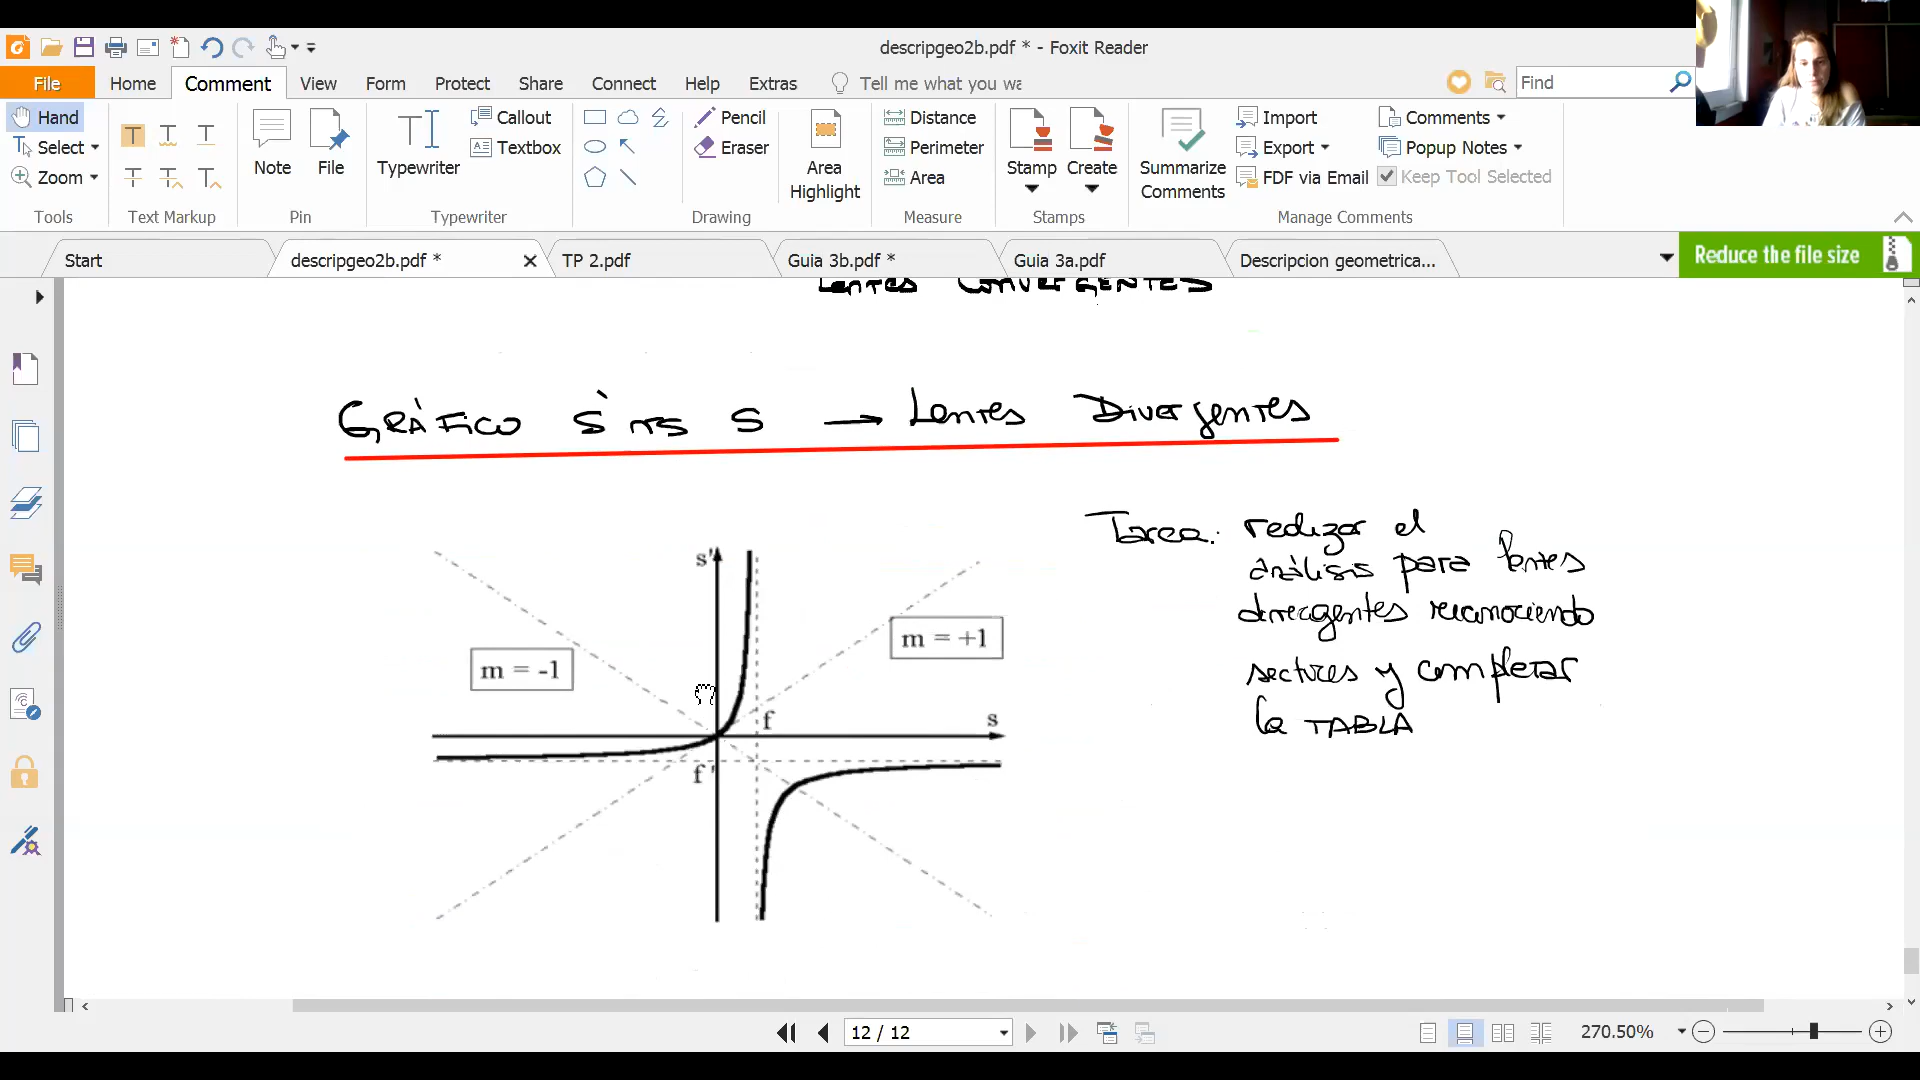 descripgeo2b.pdf * - Foxit Reader
File Home Comment View Form Protect Share Connect Help Extras Tell me what you wa Find
Hand
Select
Zoom
Tools
Text Markup
Note File
Pin
Typewriter
Callout
Textbox
Typewriter
Pencil
Eraser
Area
Highlight
Drawing
Distance
Perimeter
Area
Measure
Stamp Create
Stamps
Summarize
Comments
Import
Export
FDF via Email
Comments
Popup Notes
Keep Tool Selected
Manage Comments
Start descripgeo2b.pdf * TP 2.pdf Guia 3b.pdf * Guia 3a.pdf Descripcion geometrica... Reduce the file size
Lentes CONVERGENTES
GRÁFICO s' vs s → Lentes Divergentes
Tarea: realizar el
análisis para lentes
divergentes reconociendo
sectores y completar
la TABLA
s'
m = +1
m = -1
f
s
f'
12 / 12
270.50%